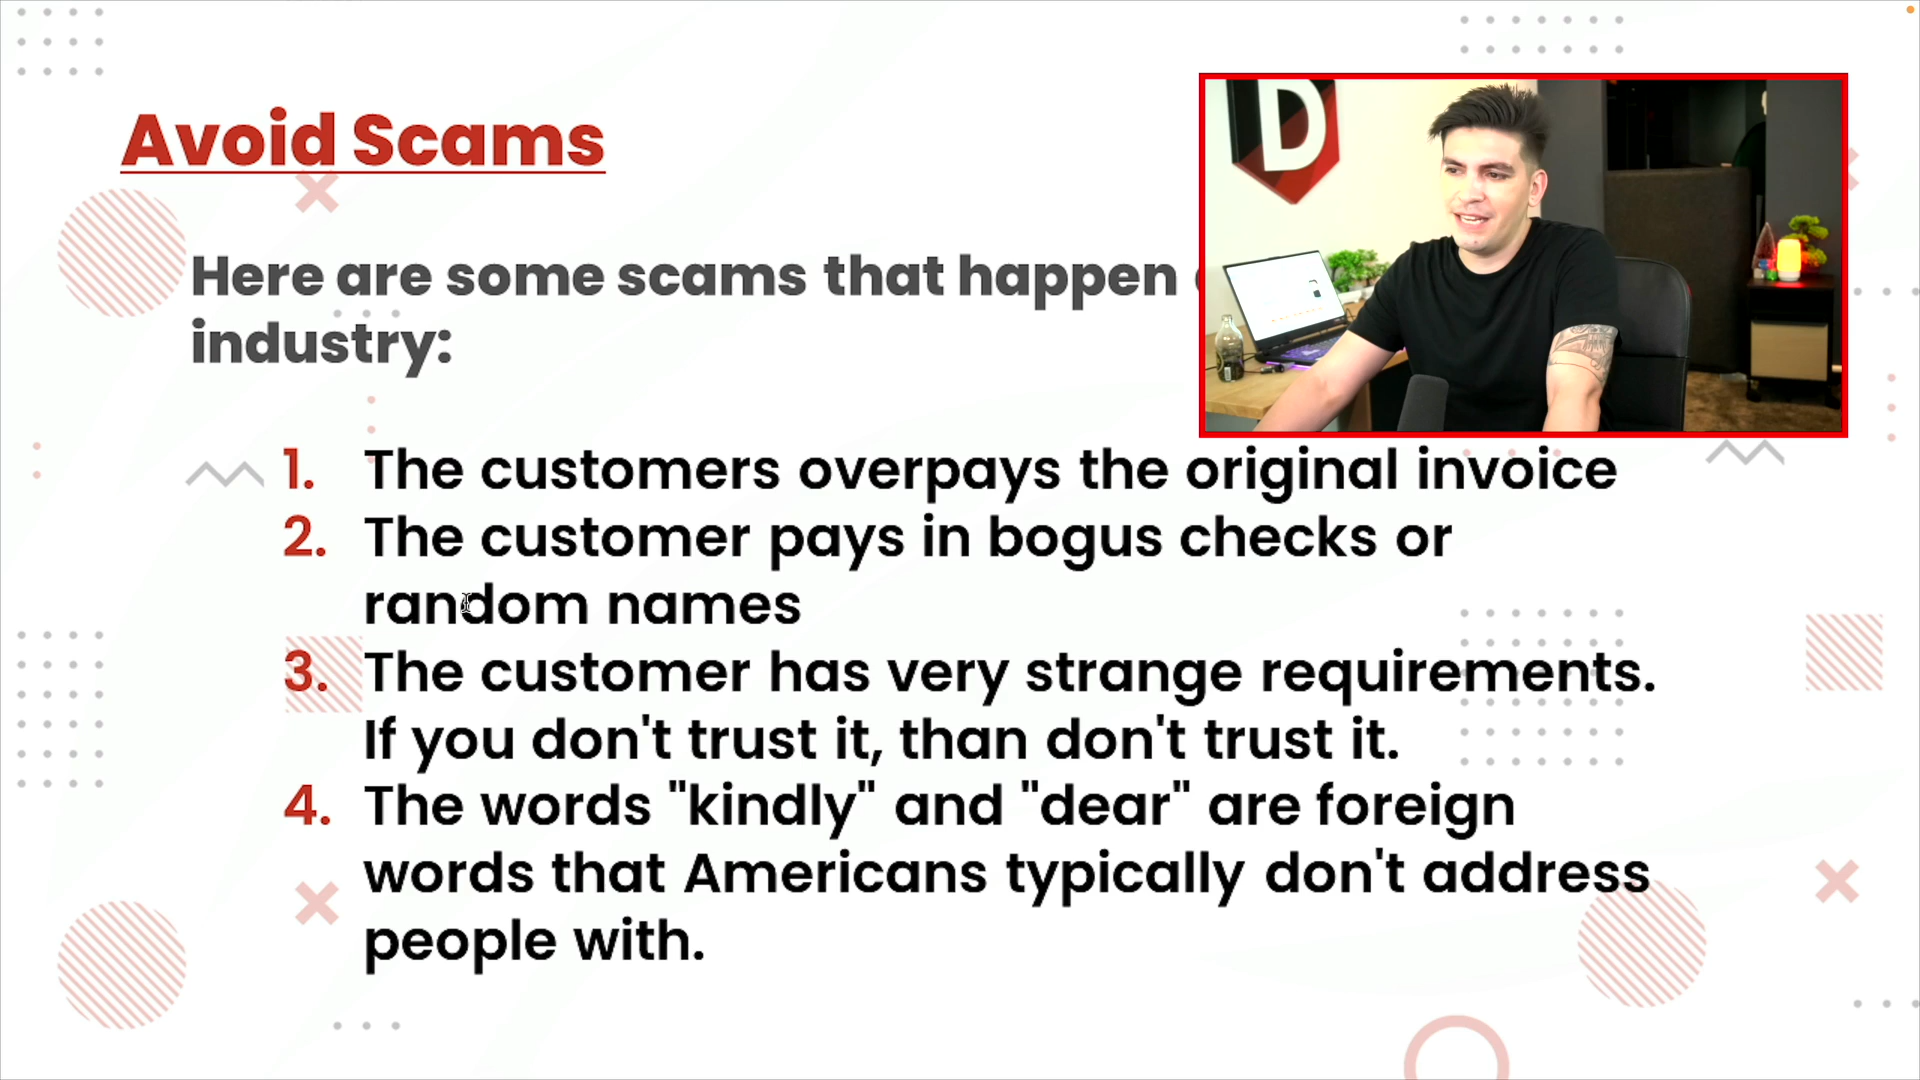 Avoid Scams
Here are some scams that happen
industry:
1. The customers overpays the original invoice
2. The customer pays in bogus checks or
random names
3. The customer has very strange requirements.
If you don't trust it, than don't trust it.
4. The words "kindly" and "dear" are foreign
words that Americans typically don't address
people with.
D